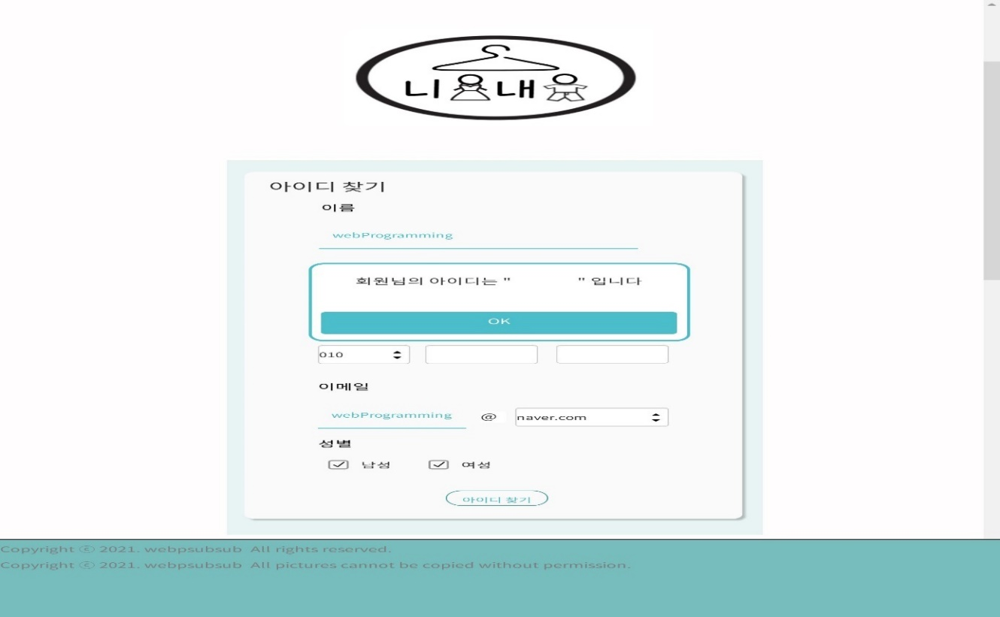 니옷내옷
아이디 찾기
이름
webProgramming
회원님의 아이디는 " " 입니다
OK
010
이메일
webProgramming @ naver.com
성별
남성 여성
아이디 찾기
Copyright ⓒ 2021. webpsubsub All rights reserved.
Copyright ⓒ 2021. webpsubsub All pictures cannot be copied without permission.